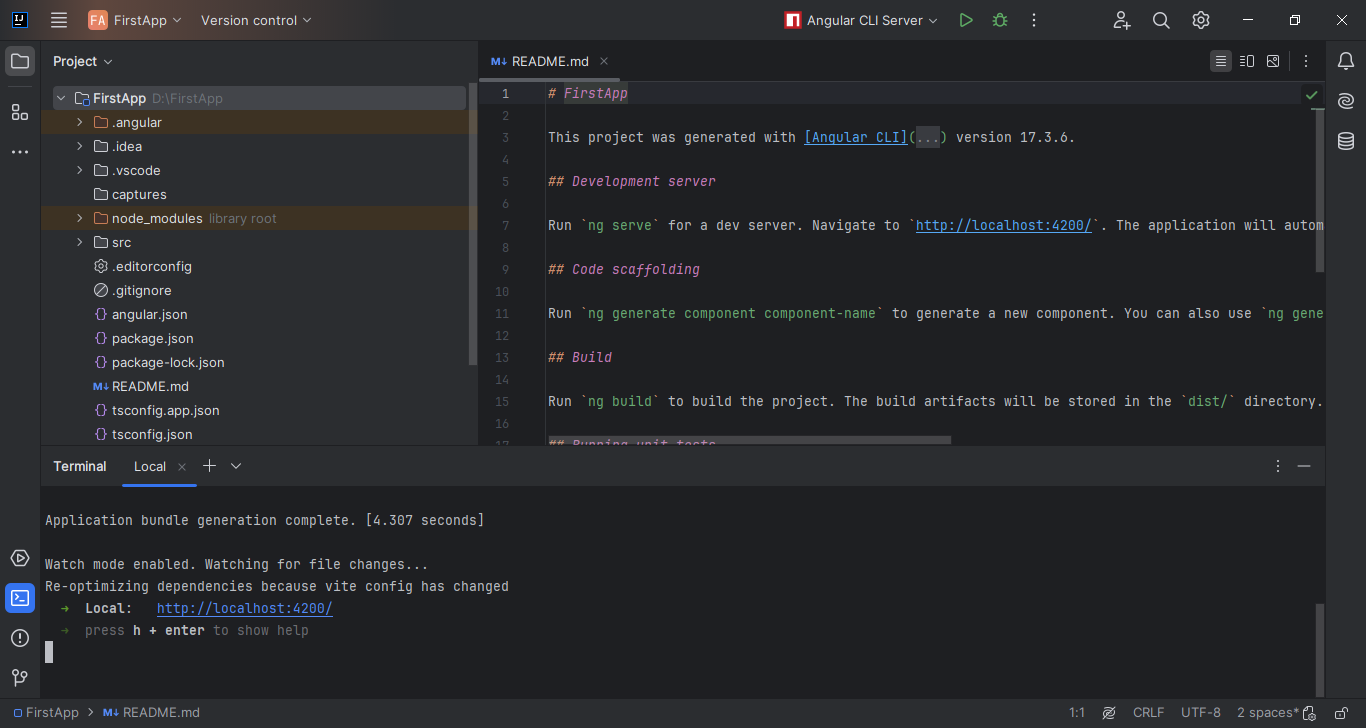 FA FirstApp Version control Angular CLI Server
Project
FirstApp D:\FirstApp
.angular
.idea
.vscode
captures
node_modules library root
src
.editorconfig
.gitignore
angular.json
package.json
package-lock.json
README.md
tsconfig.app.json
tsconfig.json
README.md
1 # FirstApp
2
3 This project was generated with [Angular CLI](...) version 17.3.6.
4
5 ## Development server
6
7 Run `ng serve` for a dev server. Navigate to `http://localhost:4200/`. The application will autom
8
9 ## Code scaffolding
10
11 Run `ng generate component component-name` to generate a new component. You can also use `ng gene
12
13 ## Build
14
15 Run `ng build` to build the project. The build artifacts will be stored in the `dist/` directory.
16
17 ## Running unit tests
Terminal Local
Application bundle generation complete. [4.307 seconds]
Watch mode enabled. Watching for file changes...
Re-optimizing dependencies because vite config has changed
➜ Local: http://localhost:4200/
➜ press h + enter to show help
FirstApp > README.md 1:1 CRLF UTF-8 2 spaces*